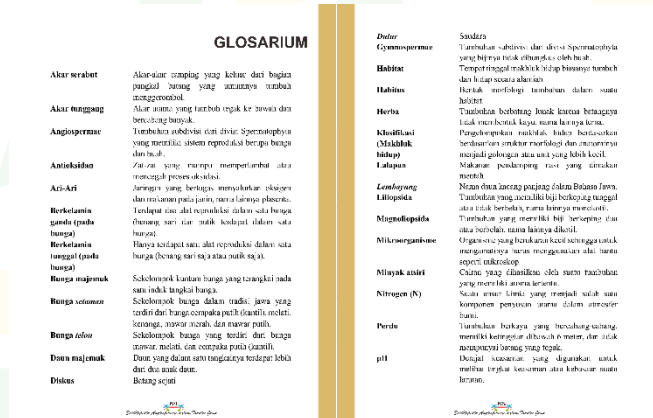 GLOSARIUM
Akar serabut Akar-akar samping yang keluar dari bagian
pangkal batang yang umumnya tumbuh
menggerombol.
Akar tunggang Akar utama yang tumbuh tegak ke bawah dan
bercabang banyak.
Angiospermae Tumbuhan subdivisi dari divisi Spermatophyta
yang memiliki sistem reproduksi berupa bunga
dan buah.
Antioksidan Zat-zat yang mampu memperlambat atau
mencegah proses oksidasi.
Ari-Ari Jaringan yang bertugas menyalurkan oksigen
dan makanan pada janin, nama lainnya plasenta.
Berkelamin Terdapat dua alat reproduksi dalam satu bunga
ganda (pada (benang sari dan putik terdapat dalam satu
bunga) bunga).
Berkelamin Hanya terdapat satu alat reproduksi dalam satu
tunggal (pada bunga (benang sari saja atau putik saja).
bunga)
Bunga majemuk Sekelompok kuntum bunga yang terangkai pada
satu induk tangkai bunga.
Bunga setaman Sekelompok bunga dalam tradisi jawa yang
terdiri dari bunga cempaka putih (kantil), melati,
kenanga, mawar merah, dan mawar putih.
Bunga telon Sekelompok bunga yang terdiri dari bunga
mawar, melati, dan cempaka putih (kantil).
Daun majemuk Daun yang dalam satu tangkainya terdapat lebih
dari dua anak daun.
Diskus Batang sejati
Dulur Saudara
Gymnospermae Tumbuhan subdivisi dari divisi Spermatophyta
yang bijinya tidak dibungkus oleh buah.
Habitat Tempat tinggal makhluk hidup biasanya tumbuh
dan hidup secara alamiah
Habitus Bentuk morfologi tumbuhan dalam suatu
habitat
Herba Tumbuhan berbatang lunak karena batangnya
tidak membentuk kayu, nama lainnya terna.
Klasifikasi Pengelompokan makhluk hidup berdasarkan
(Makhluk berdasarkan struktur morfologi dan anatominya
hidup) menjadi golongan atau unit yang lebih kecil.
Lalapan Makanan pendamping nasi yang dimakan
mentah
Lembayung Nama daun kacang panjang dalam Bahasa Jawa.
Liliopsida Tumbuhan yang memiliki biji berkeping tunggal
atau tidak berbelah, nama lainnya monokotil.
Magnoliopsida Tumbuhan yang memiliki biji berkeping dua
atau berbelah, nama lainnya dikotil.
Mikroorganisme Organisme yang berukuran kecil sehingga untuk
mengamatinya harus menggunakan alat bantu
seperti mikroskop
Minyak atsiri Cairan yang dihasilkan oleh suatu tumbuhan
yang memiliki aroma tertentu.
Nitrogen (N) Suatu unsur kimia yang menjadi salah satu
komponen penyusun utama dalam atmosfer
bumi.
Perdu Tumbuhan berkayu yang bercabang-cabang,
memiliki ketinggian dibawah 6 meter, dan tidak
mempunyai batang yang tegak.
pH Derajat keasaman yang digunakan untuk
melihat tingkat keasaman atau kebasaan suatu
larutan.